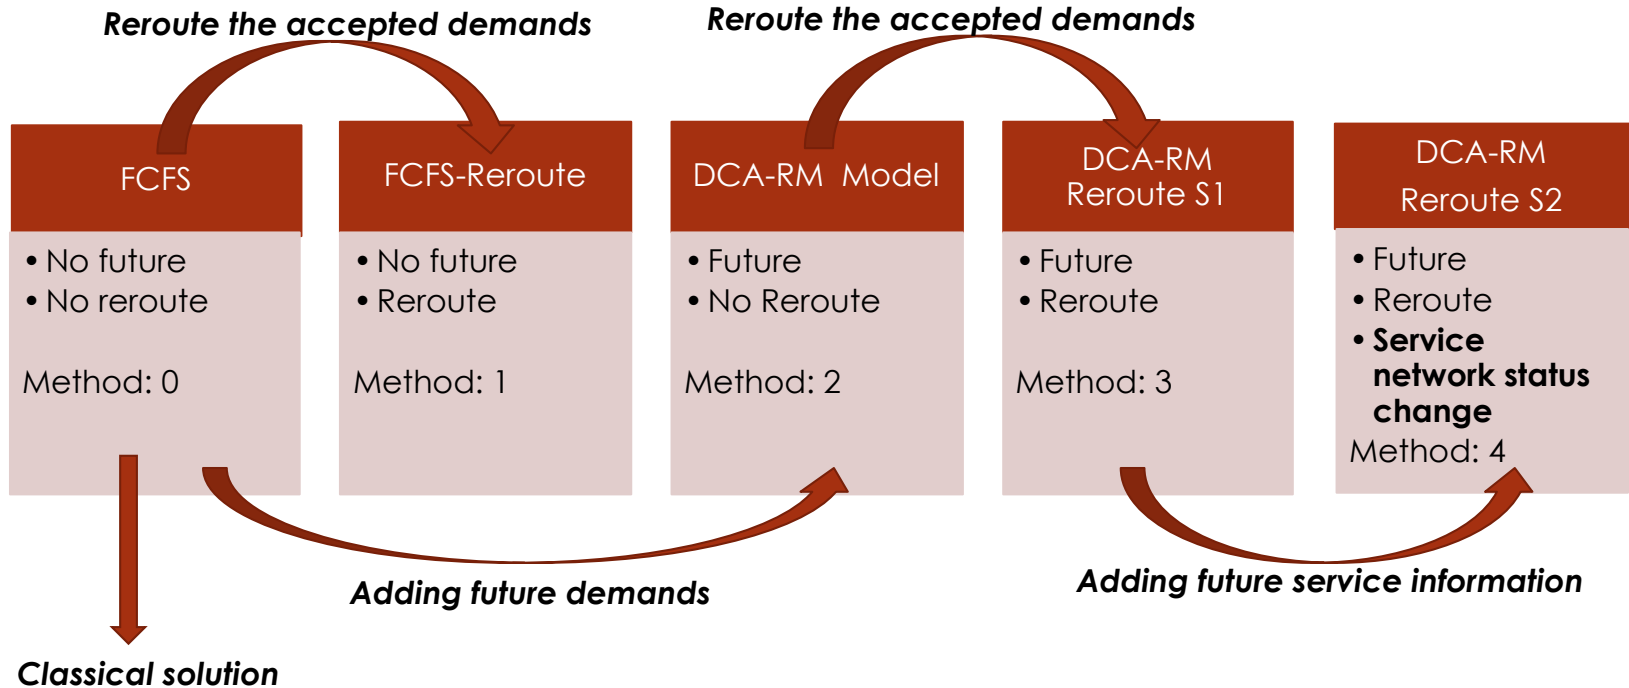 Reroute the accepted demands
Reroute the accepted demands
FCFS
• No future
• No reroute
Method: 0
FCFS-Reroute
• No future
• Reroute
Method: 1
DCA-RM Model
• Future
• No Reroute
Method: 2
DCA-RM
Reroute S1
• Future
• Reroute
Method: 3
DCA-RM
Reroute S2
• Future
• Reroute
• Service
network status
change
Method: 4
Adding future demands
Adding future service information
Classical solution